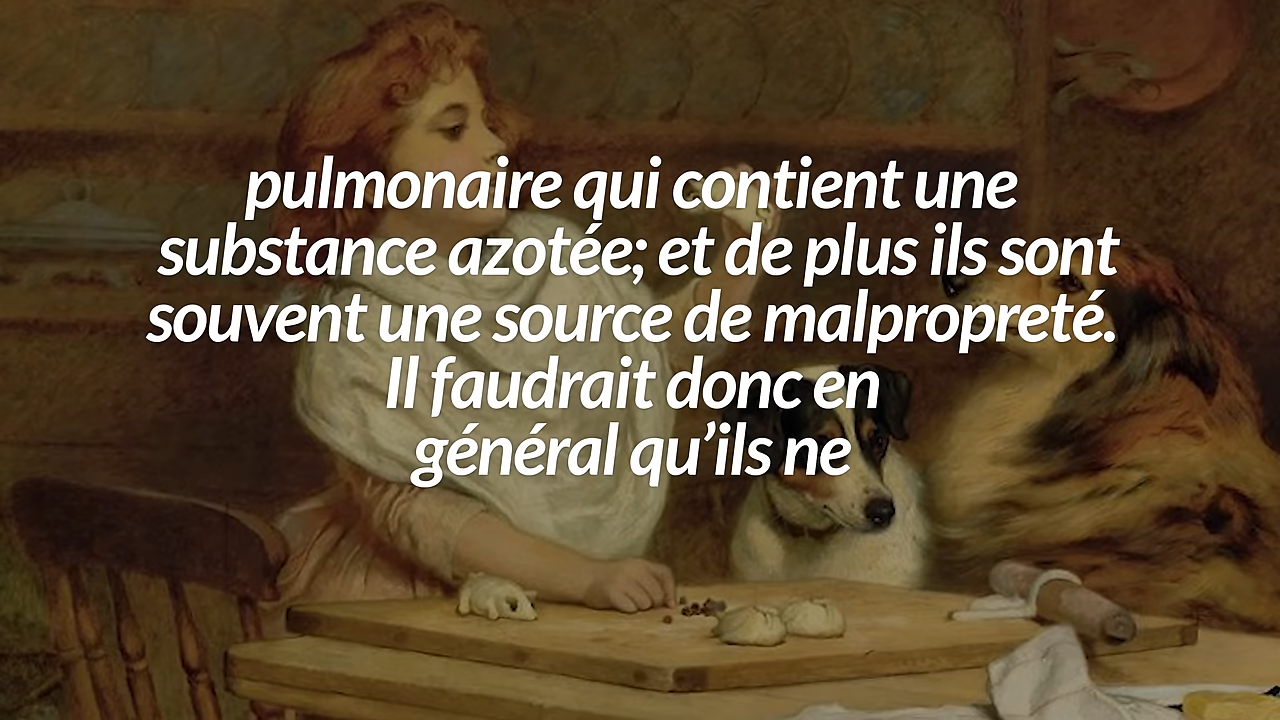 pulmonaire qui contient une
substance azotée; et de plus ils sont
souvent une source de malpropreté.
Il faudrait donc en
général qu’ils ne